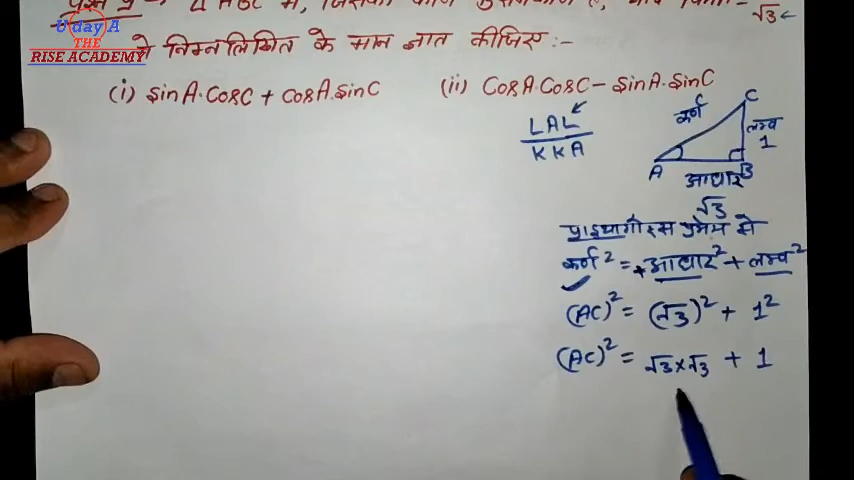 प्रश्न 9 → Δ ABC में, जिसका कोण
√3 ←
Uday A
THE
RISE ACADEMY
से निम्नलिखित के मान ज्ञात कीजिए :-
(i) sinA·CosC + CosA·sinC (ii) CosA·CosC - sinA·sinC
LAL
KKA
C
कर्ण
लम्ब
1
A
B
आधार
√3
पाइथागोरस प्रमेय से
कर्ण² = आधार² + लम्ब²
(AC)² = (√3)² + 1²
(AC)² = √3×√3 + 1